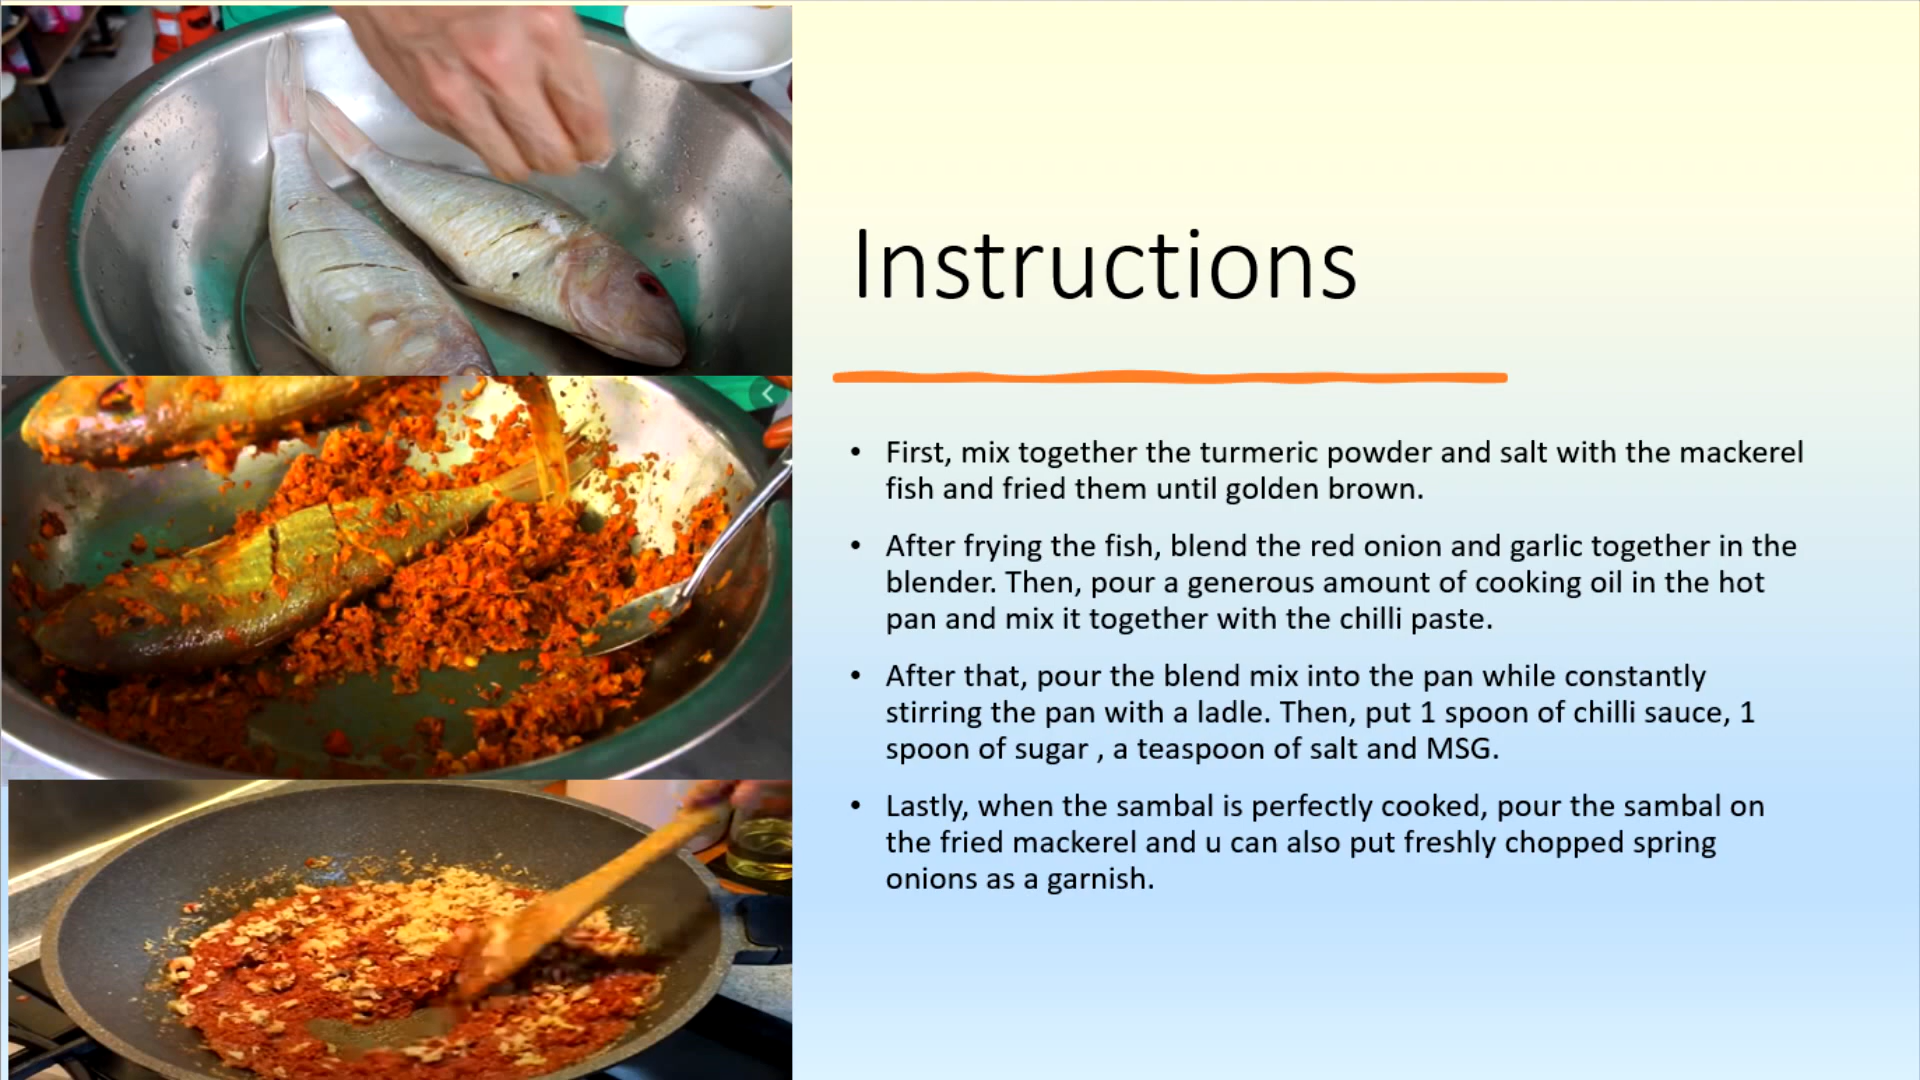 Instructions
• First, mix together the turmeric powder and salt with the mackerel
fish and fried them until golden brown.
• After frying the fish, blend the red onion and garlic together in the
blender. Then, pour a generous amount of cooking oil in the hot
pan and mix it together with the chilli paste.
• After that, pour the blend mix into the pan while constantly
stirring the pan with a ladle. Then, put 1 spoon of chilli sauce, 1
spoon of sugar , a teaspoon of salt and MSG.
• Lastly, when the sambal is perfectly cooked, pour the sambal on
the fried mackerel and u can also put freshly chopped spring
onions as a garnish.